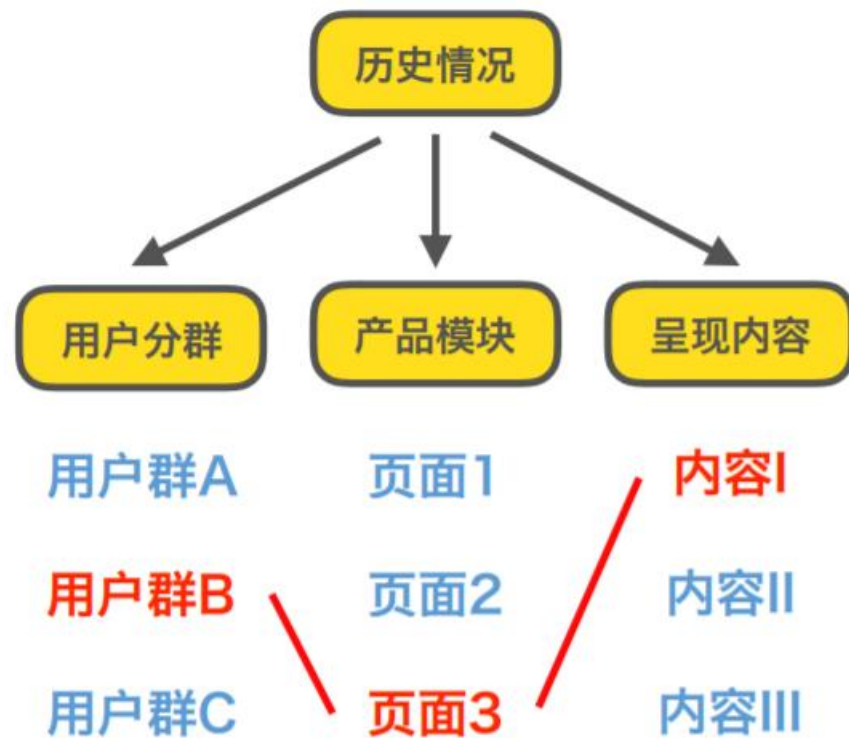 历史情况
用户分群
产品模块
呈现内容
用户群A
页面1
内容I
用户群B
页面2
内容II
用户群C
页面3
内容III